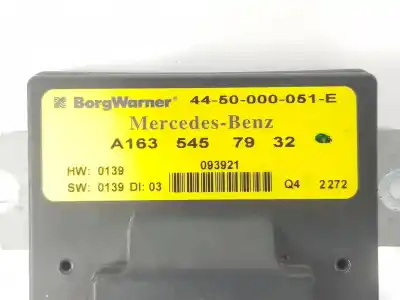 BorgWarner 44-50-000-051-E
Mercedes-Benz
A163 545 79 32
HW: 0139 093921
SW: 0139 DI: 03 Q4 2272